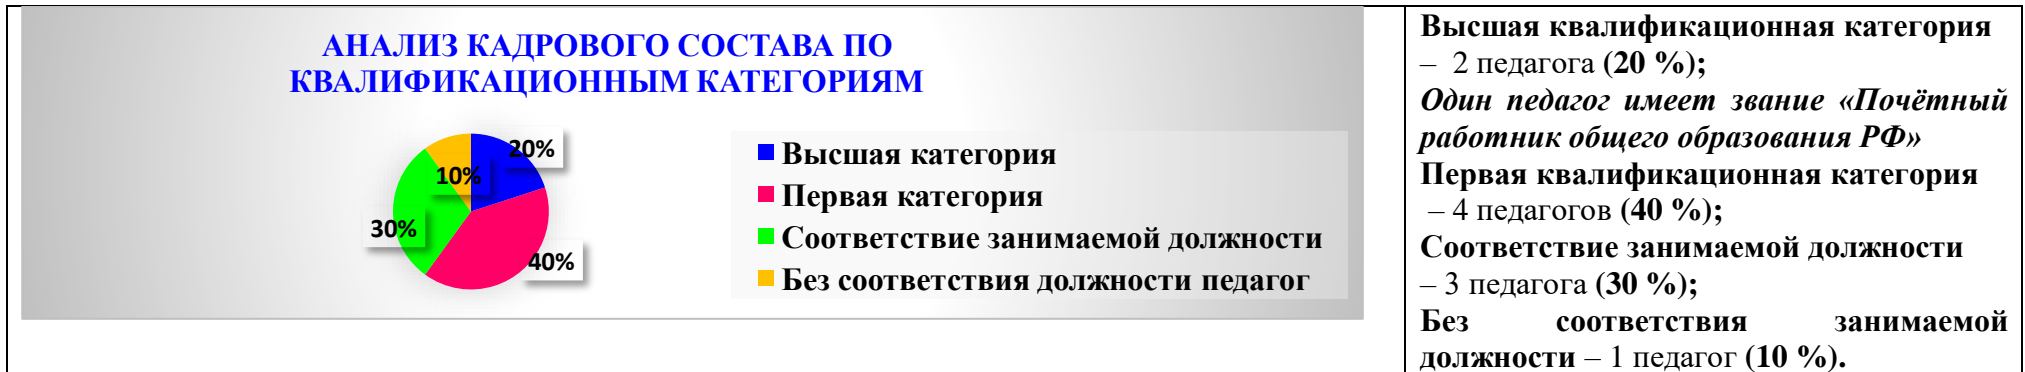 АНАЛИЗ КАДРОВОГО СОСТАВА ПО
КВАЛИФИКАЦИОННЫМ КАТЕГОРИЯМ
20%
10%
30%
40%
Высшая категория
Первая категория
Соответствие занимаемой должности
Без соответствия должности педагог
Высшая квалификационная категория
– 2 педагога (20 %);
Один педагог имеет звание «Почётный
работник общего образования РФ»
Первая квалификационная категория
– 4 педагогов (40 %);
Соответствие занимаемой должности
– 3 педагога (30 %);
Без соответствия занимаемой
должности – 1 педагог (10 %).